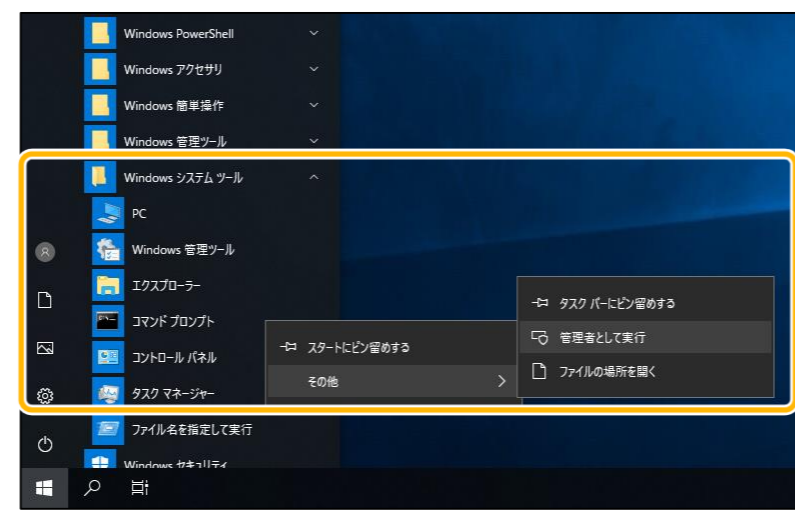 Windows PowerShell
Windows アクセサリ
Windows 簡単操作
Windows 管理ツール
Windows システム ツール
PC
Windows 管理ツール
エクスプローラー
コマンド プロンプト
コントロール パネル
タスク マネージャー
ファイル名を指定して実行
Windows セキュリティ
スタートにピン留めする
その他
タスク バーにピン留めする
管理者として実行
ファイルの場所を開く